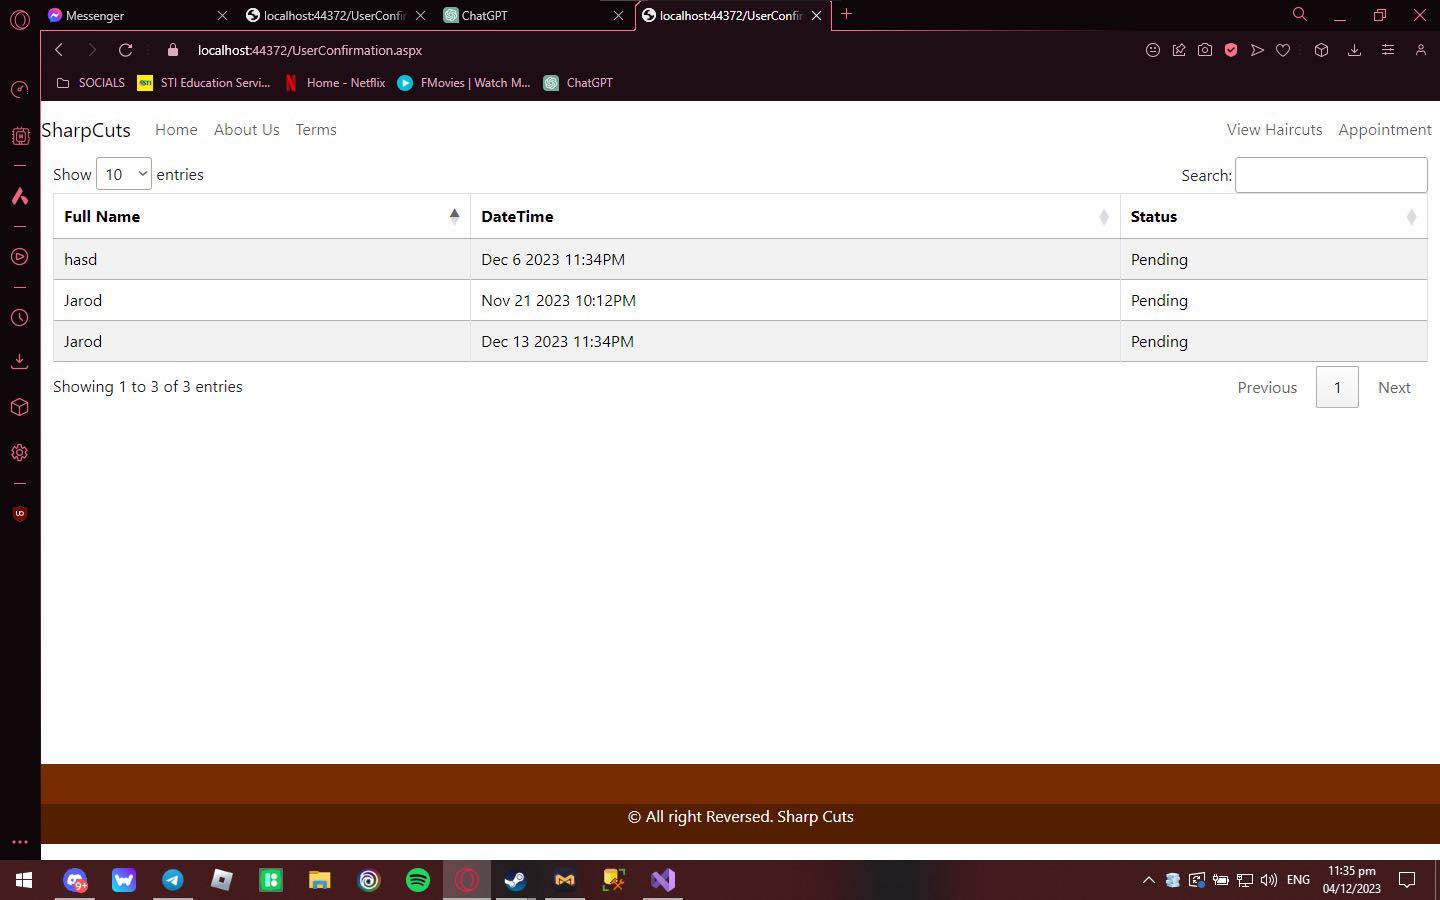 Messenger
localhost:44372/UserConfir
ChatGPT
localhost:44372/UserConfir
localhost:44372/UserConfirmation.aspx
SOCIALS
STI
STI Education Servi...
Home - Netflix
FMovies | Watch M...
ChatGPT
SharpCuts
Home
About Us
Terms
View Haircuts
Appointment
Show 10 entries
Search:
Full Name
DateTime
Status
hasd
Dec 6 2023 11:34PM
Pending
Jarod
Nov 21 2023 10:12PM
Pending
Jarod
Dec 13 2023 11:34PM
Pending
Showing 1 to 3 of 3 entries
Previous
1
Next
© All right Reversed. Sharp Cuts
9+
ENG
11:35 pm
04/12/2023